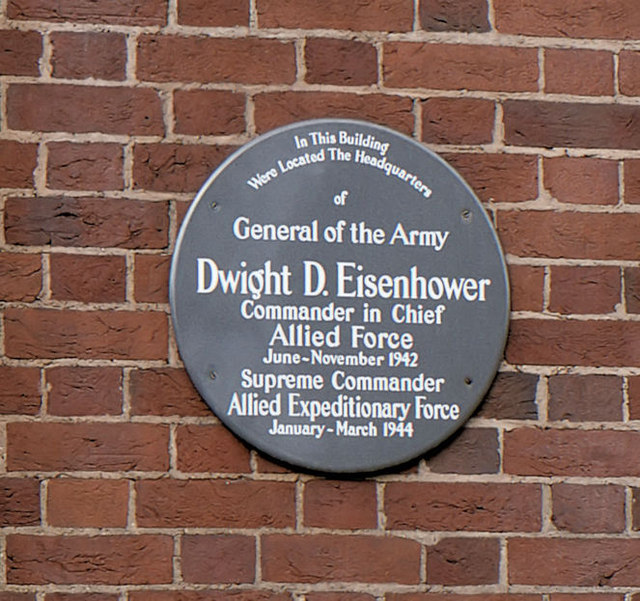 In This Building
Were Located The Headquarters
of
General of the Army
Dwight D. Eisenhower
Commander in Chief
Allied Force
June~November 1942
Supreme Commander
Allied Expeditionary Force
January~March 1944